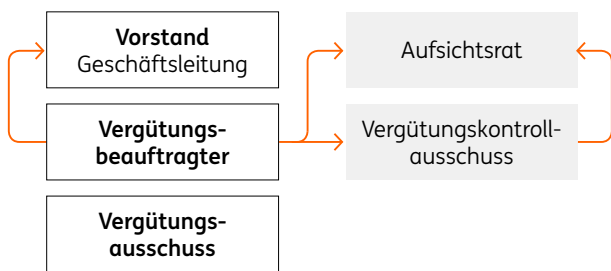 Vorstand
Geschäftsleitung
Aufsichtsrat
Vergütungs-
beauftragter
Vergütungskontroll-
ausschuss
Vergütungs-
ausschuss